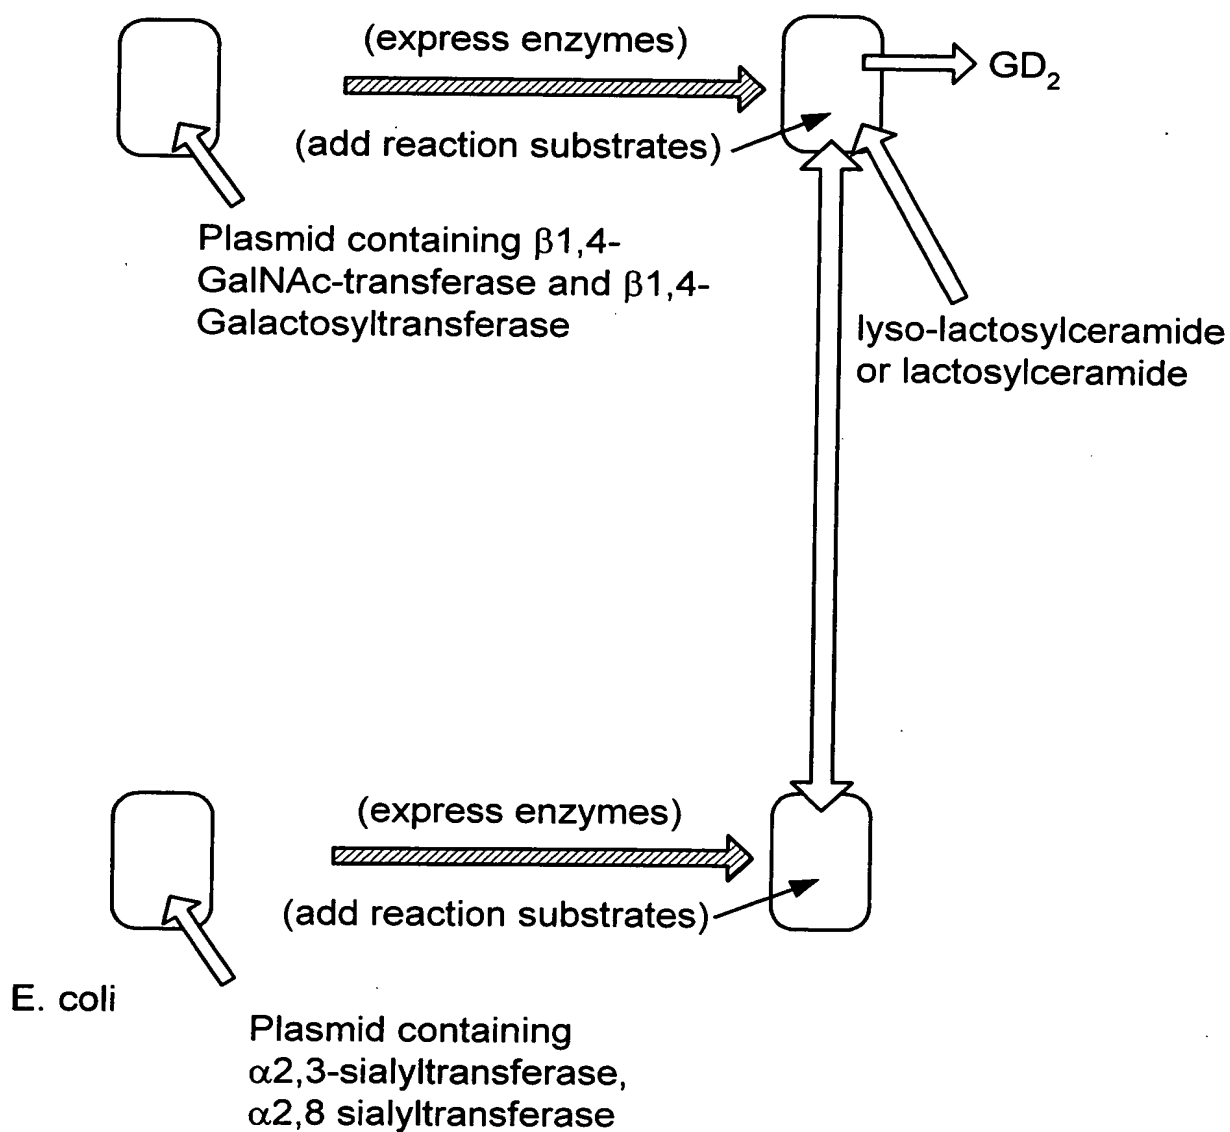 (express enzymes)
GD₂
(add reaction substrates)
Plasmid containing β1,4-
GalNAc-transferase and β1,4-
Galactosyltransferase
lyso-lactosylceramide
or lactosylceramide
(express enzymes)
(add reaction substrates)
E. coli
Plasmid containing
α2,3-sialyltransferase,
α2,8 sialyltransferase